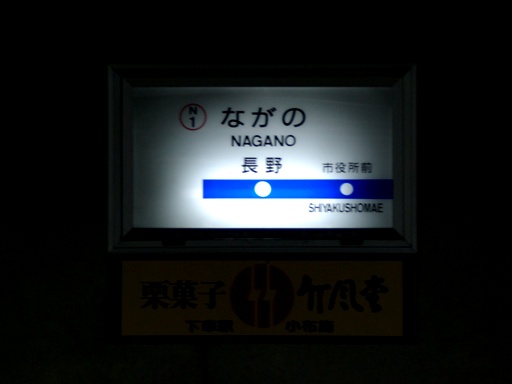 N
1
ながの
NAGANO
長野 市役所前
SHIYAKUSHOMAE
栗菓子 竹風堂
下車駅 小布施